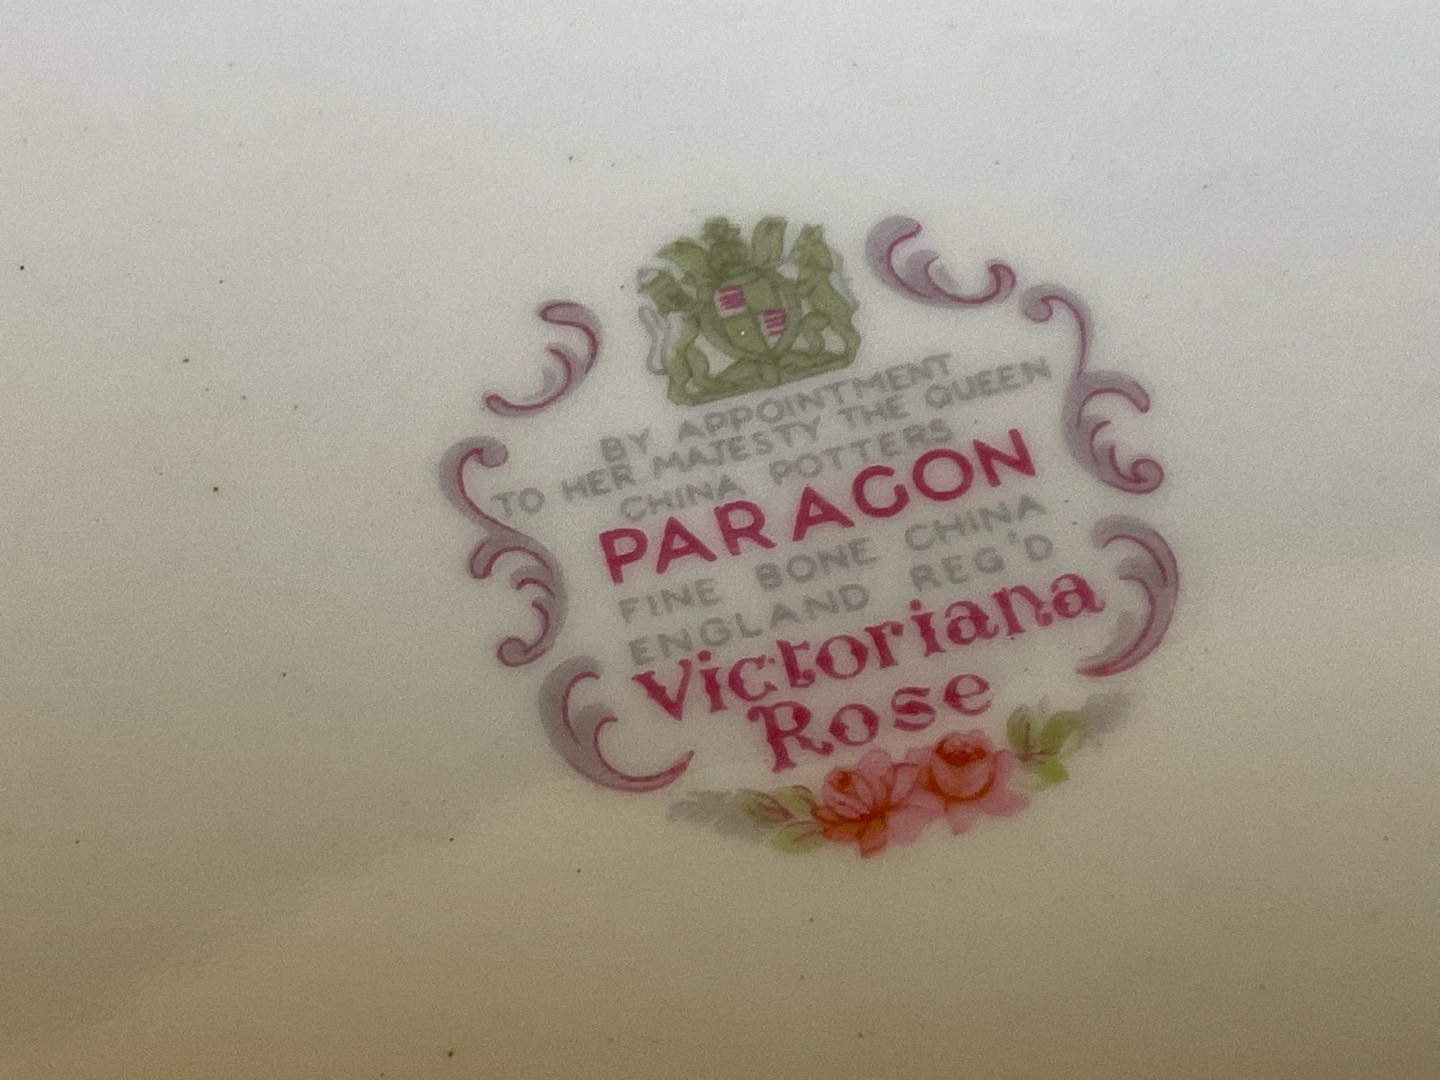 BY APPOINTMENT
TO HER MAJESTY THE QUEEN
CHINA POTTERS
PARAGON
FINE BONE CHINA
ENGLAND REG'D
Victoriana
Rose